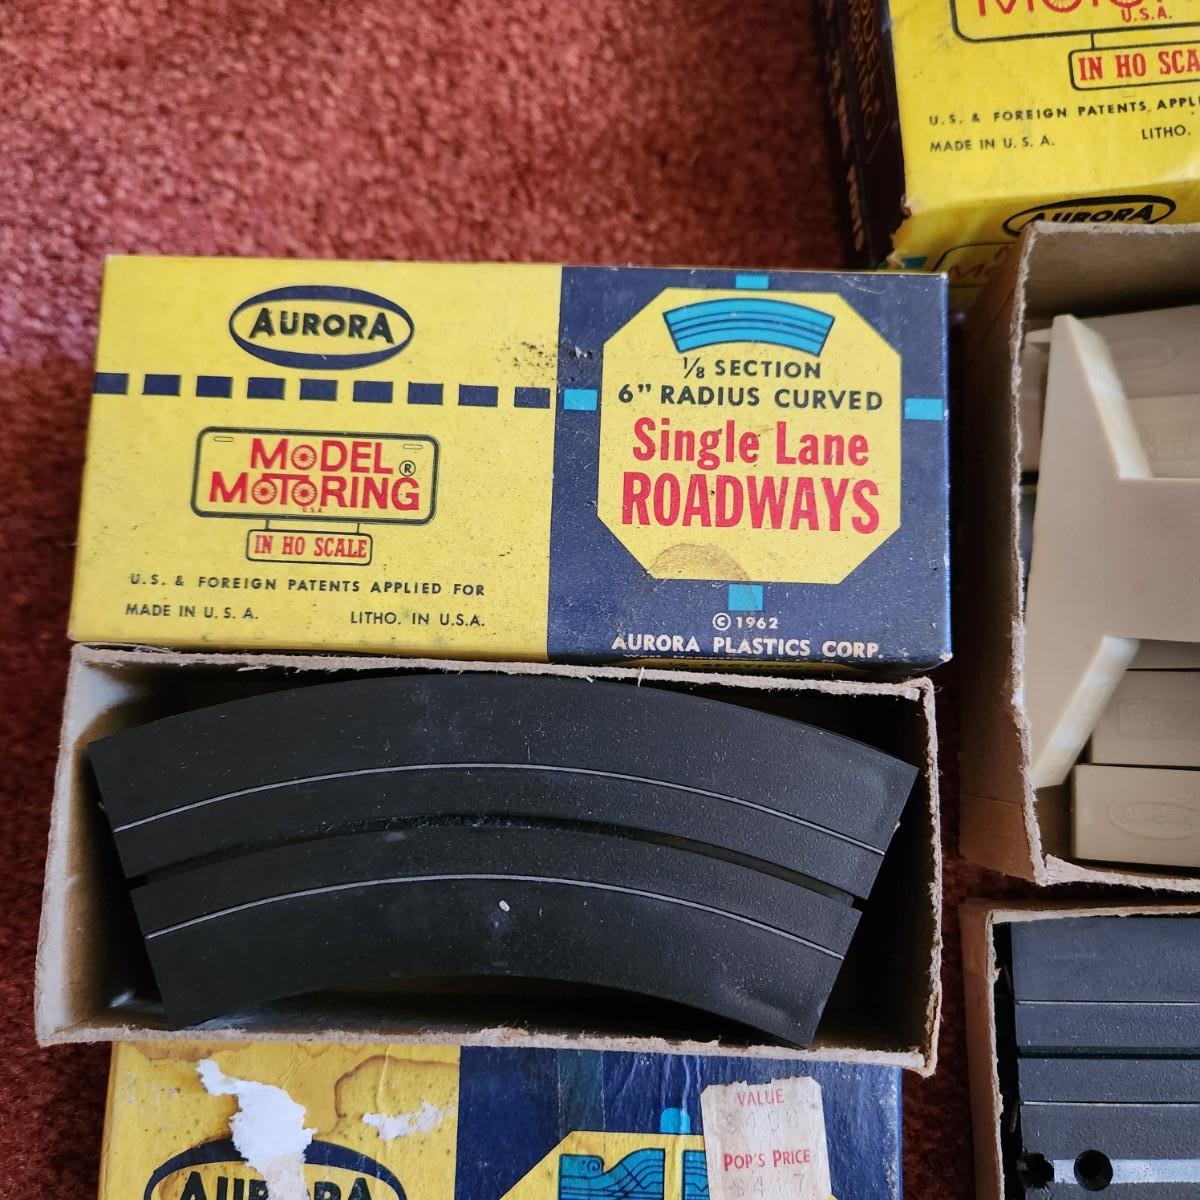 AURORA
MODEL ®
MOTORING
U.S.A.
IN HO SCALE
U.S. & FOREIGN PATENTS APPLIED FOR
MADE IN U.S.A. LITHO. IN U.S.A.
1/8 SECTION
6" RADIUS CURVED
Single Lane
ROADWAYS
© 1962
AURORA PLASTICS CORP.
U.S.A.
IN HO SCA
U.S. & FOREIGN PATENTS APPL
MADE IN U.S.A. LITHO.
AURORA
VALUE
POP'S PRICE
AURORA